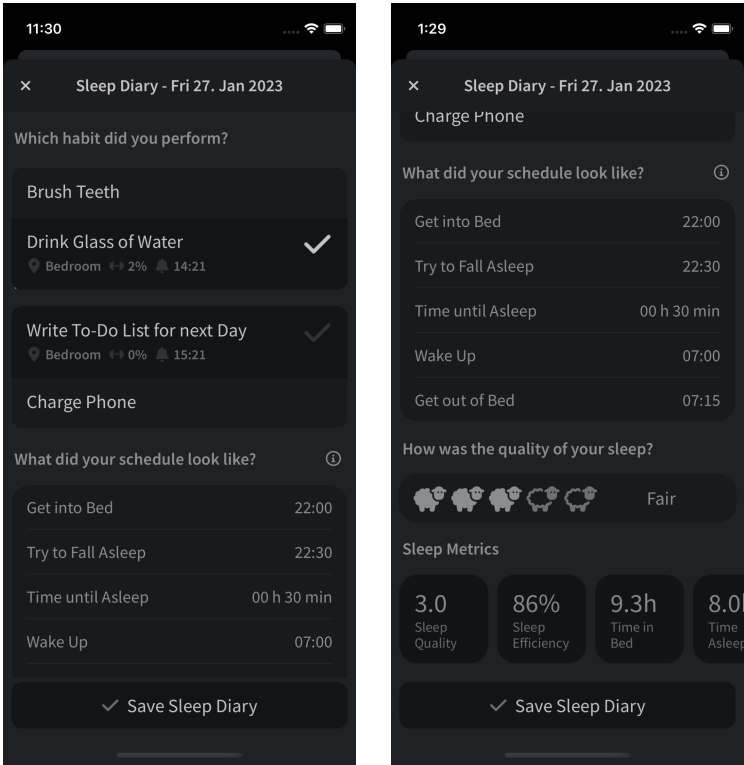 11:30
Sleep Diary - Fri 27. Jan 2023
Which habit did you perform?
Brush Teeth
Drink Glass of Water
Bedroom 2% 14:21
Write To-Do List for next Day
Bedroom 0% 15:21
Charge Phone
What did your schedule look like?
Get into Bed 22:00
Try to Fall Asleep 22:30
Time until Asleep 00 h 30 min
Wake Up 07:00
Save Sleep Diary
1:29
Sleep Diary - Fri 27. Jan 2023
Charge Phone
What did your schedule look like?
Get into Bed 22:00
Try to Fall Asleep 22:30
Time until Asleep 00 h 30 min
Wake Up 07:00
Get out of Bed 07:15
How was the quality of your sleep?
Fair
Sleep Metrics
3.0 86% 9.3h 8.0h
Sleep Sleep Time in Time
Quality Efficiency Bed Asleep
Save Sleep Diary